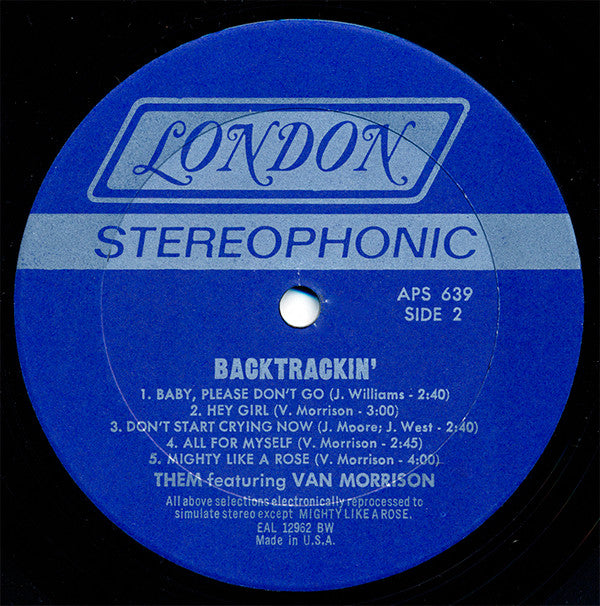 LONDON
STEREOPHONIC
APS 639
SIDE 2
BACKTRACKIN'
1. BABY, PLEASE DON'T GO (J. Williams - 2:40)
2. HEY GIRL (V. Morrison - 3:00)
3. DON'T START CRYING NOW (J. Moore; J. West - 2:40)
4. ALL FOR MYSELF (V. Morrison - 2:45)
5. MIGHTY LIKE A ROSE (V. Morrison - 4:00)
THEM featuring VAN MORRISON
All above selections electronically reprocessed to
simulate stereo except MIGHTY LIKE A ROSE.
EAL 12962 BW
Made in U.S.A.